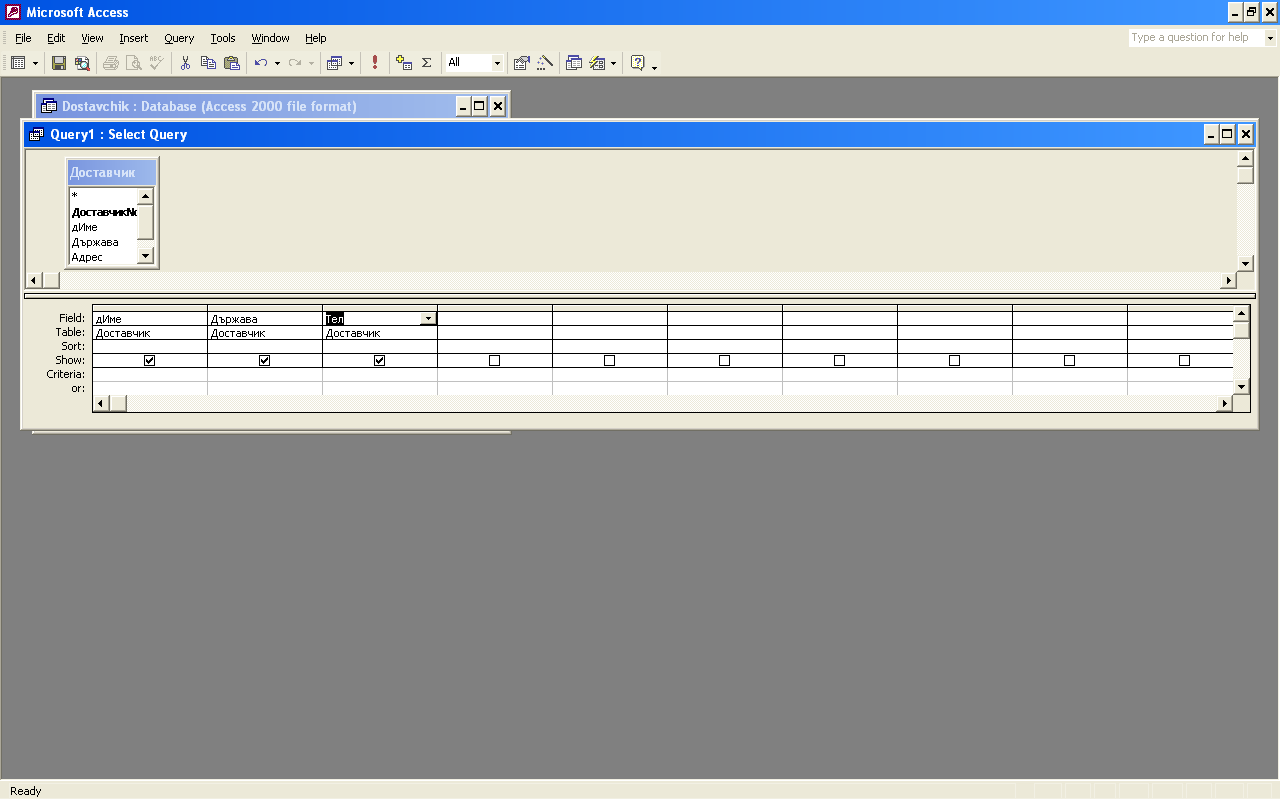 Microsoft Access
File Edit View Insert Query Tools Window Help
Type a question for help
All
Dostavchik : Database (Access 2000 file format)
Query1 : Select Query
Доставчик
*
Доставчик№
дИме
Държава
Адрес
Field: дИме Държава Тел
Table: Доставчик Доставчик Доставчик
Sort:
Show:
Criteria:
or:
Ready